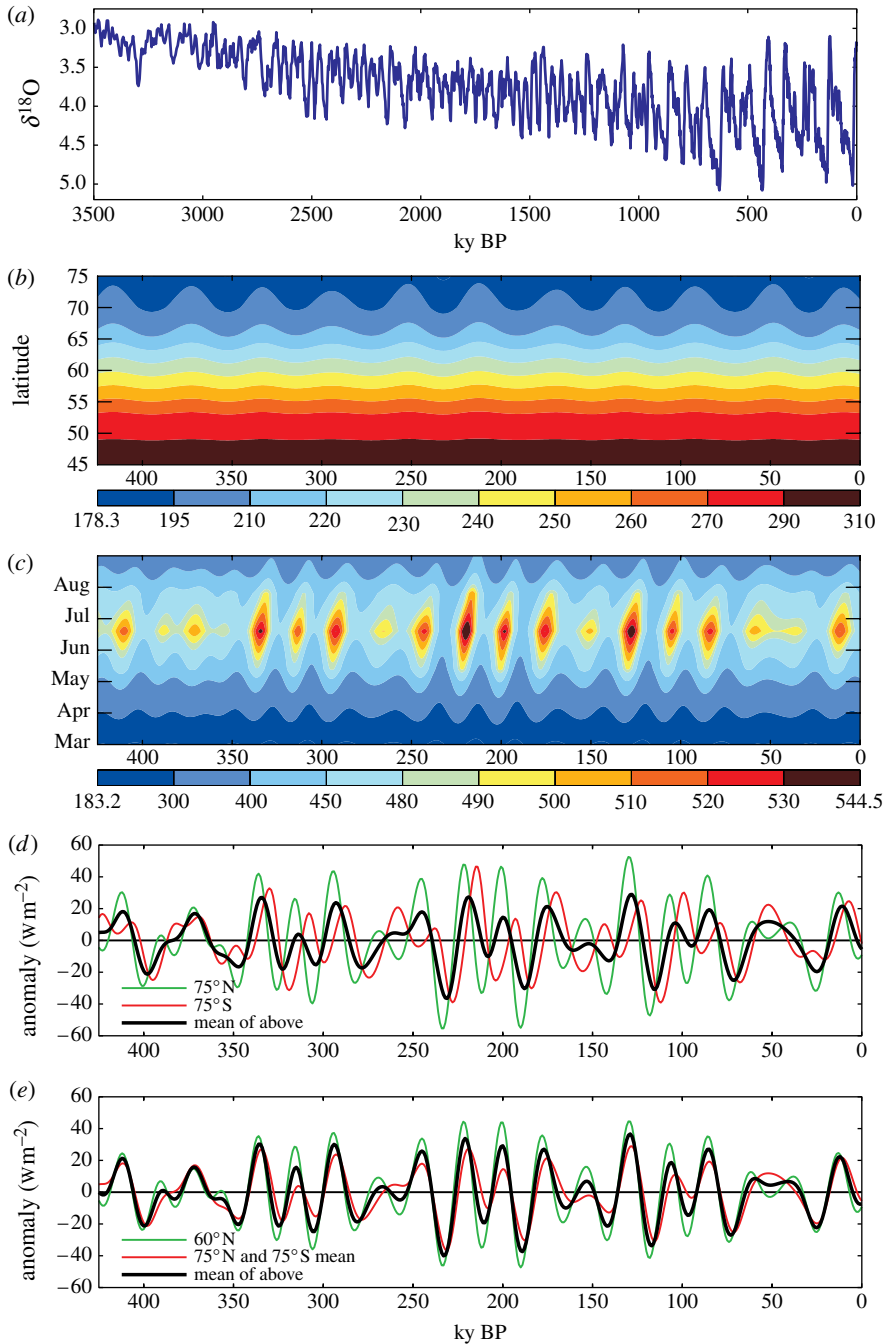 (a)
3.0
3.5
4.0
4.5
5.0
δ18O
3500 3000 2500 2000 1500 1000 500 0
ky BP
(b)
75
70
65
60
55
50
45
latitude
400 350 300 250 200 150 100 50 0
178.3 195 210 220 230 240 250 260 270 290 310
(c)
Aug
Jul
Jun
May
Apr
Mar
400 350 300 250 200 150 100 50 0
183.2 300 400 450 480 490 500 510 520 530 544.5
(d)
60
40
20
0
−20
−40
−60
anomaly (W m−2)
75° N
75° S
mean of above
400 350 300 250 200 150 100 50 0
(e)
60
40
20
0
−20
−40
−60
anomaly (W m−2)
60° N
75° N and 75° S mean
mean of above
400 350 300 250 200 150 100 50 0
ky BP